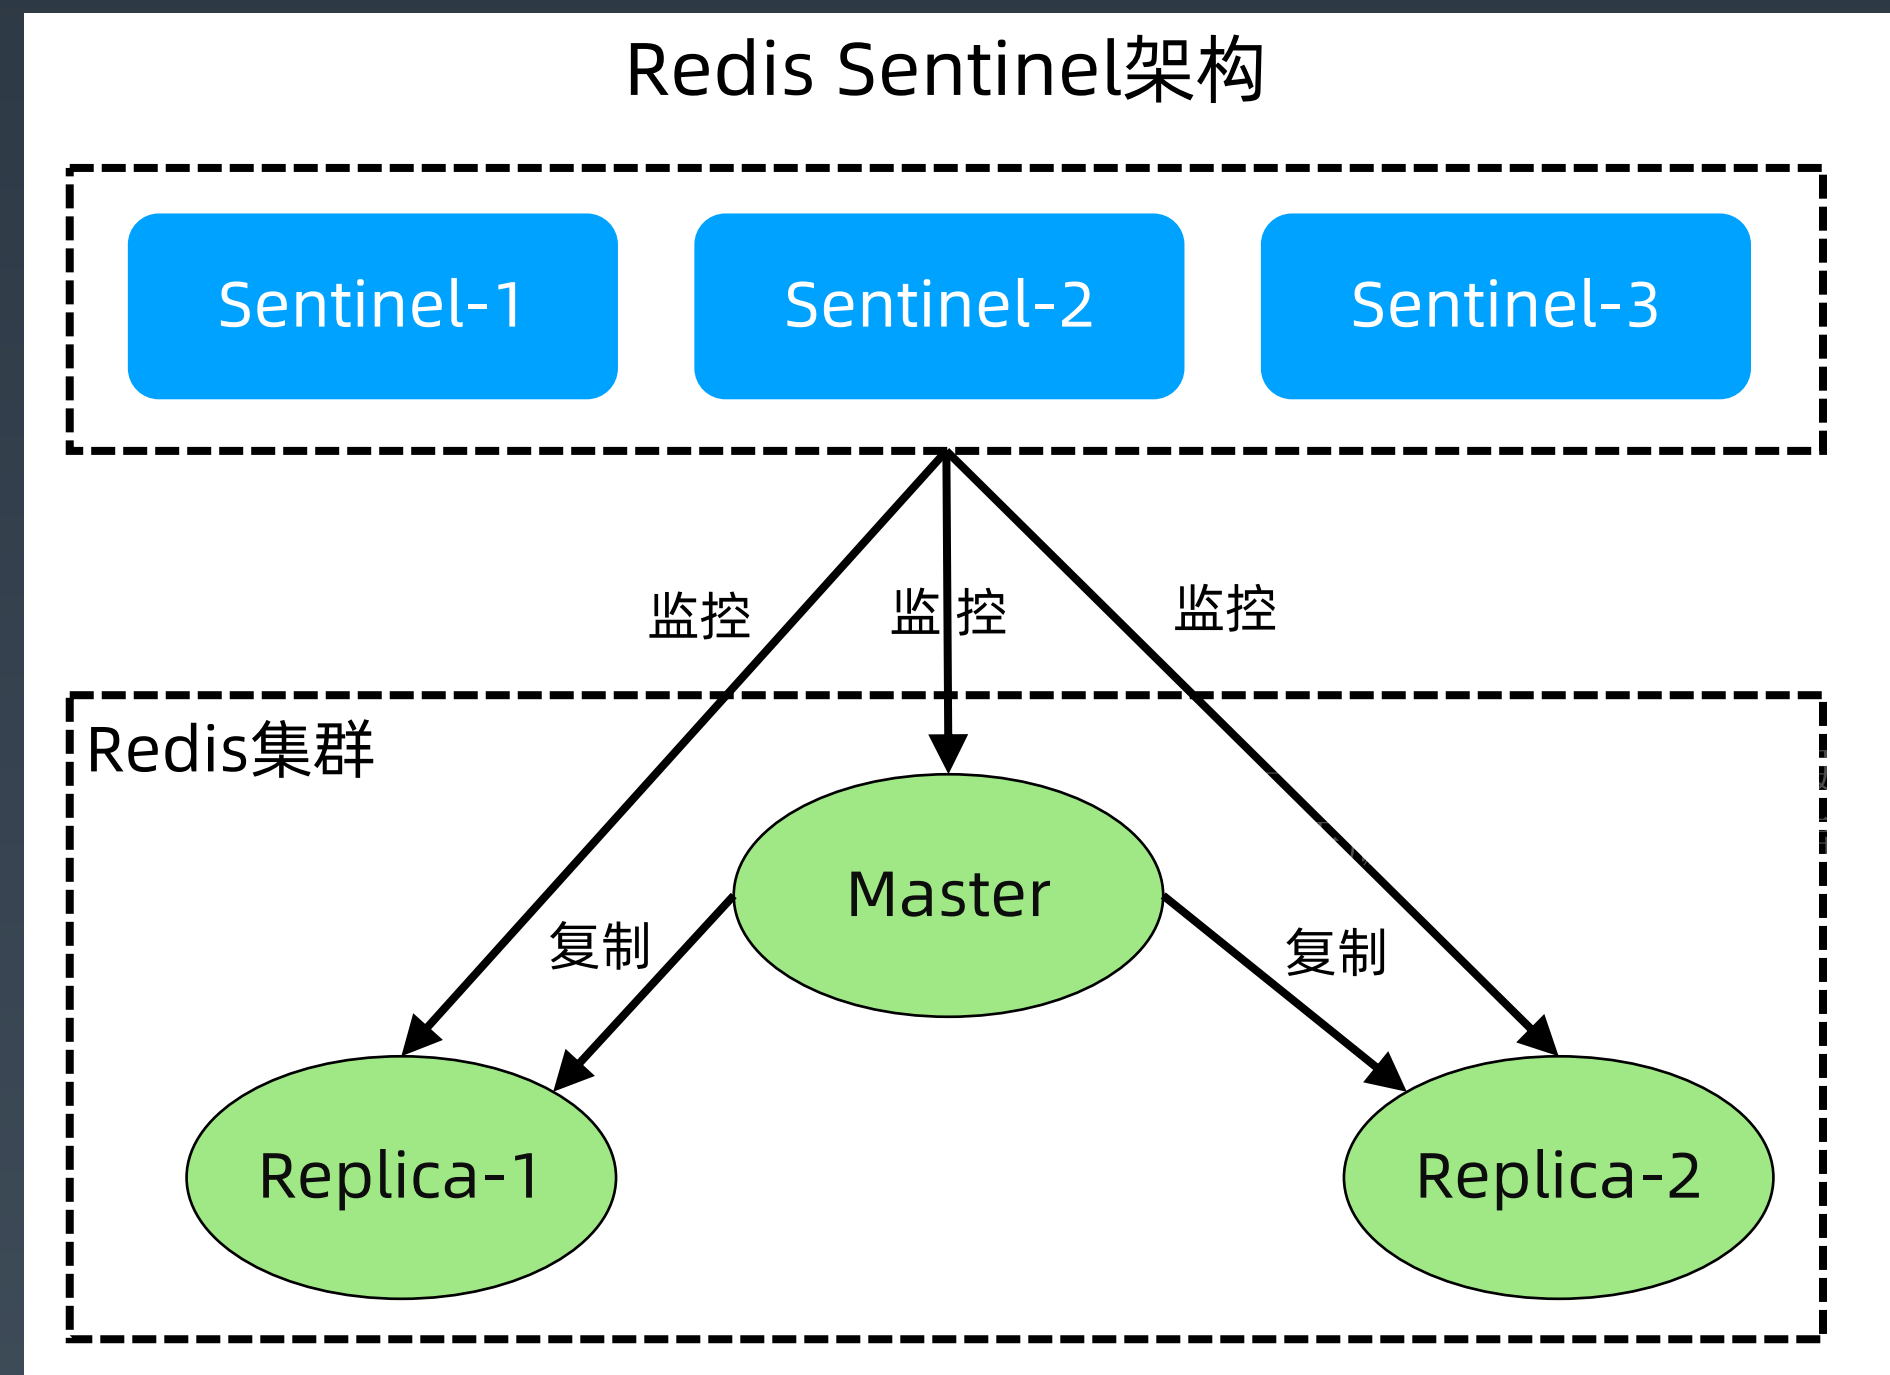 Redis Sentinel架构
Sentinel-1
Sentinel-2
Sentinel-3
监控
监控
监控
Redis集群
Master
复制
复制
Replica-1
Replica-2